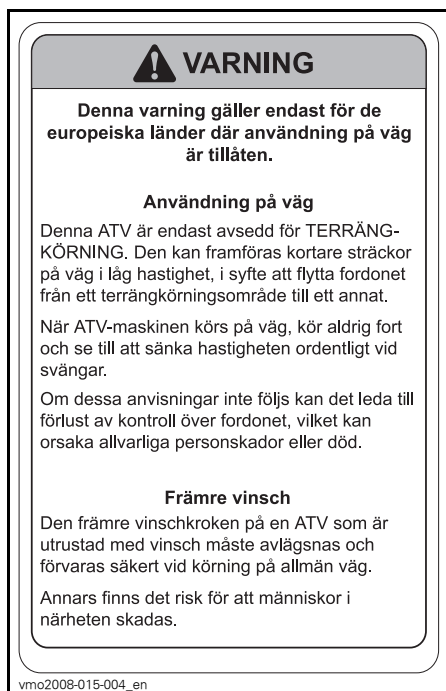 VARNING
Denna varning gäller endast för de
europeiska länder där användning på väg
är tillåten.
Användning på väg
Denna ATV är endast avsedd för TERRÄNG-
KÖRNING. Den kan framföras kortare sträckor
på väg i låg hastighet, i syfte att flytta fordonet
från ett terrängkörningsområde till ett annat.
När ATV-maskinen körs på väg, kör aldrig fort
och se till att sänka hastigheten ordentligt vid
svängar.
Om dessa anvisningar inte följs kan det leda till
förlust av kontroll över fordonet, vilket kan
orsaka allvarliga personskador eller död.
Främre vinsch
Den främre vinschkroken på en ATV som är
utrustad med vinsch måste avlägsnas och
förvaras säkert vid körning på allmän väg.
Annars finns det risk för att människor i
närheten skadas.
vmo2008-015-004_en